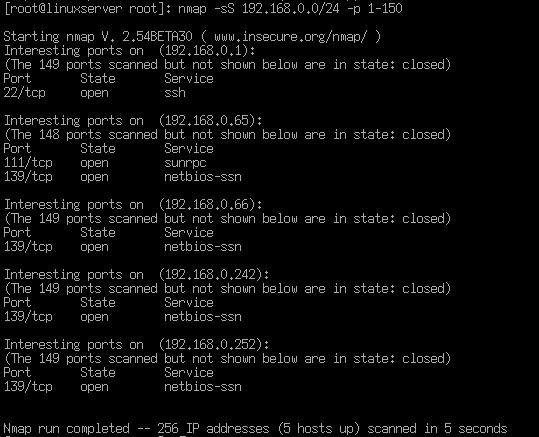 [root@linuxserver root]: nmap -sS 192.168.0.0/24 -p 1-150
Starting nmap V. 2.54BETA30 ( www.insecure.org/nmap/ )
Interesting ports on  (192.168.0.1):
(The 149 ports scanned but not shown below are in state: closed)
Port       State       Service
22/tcp     open        ssh
Interesting ports on  (192.168.0.65):
(The 148 ports scanned but not shown below are in state: closed)
Port       State       Service
111/tcp    open        sunrpc
139/tcp    open        netbios-ssn
Interesting ports on  (192.168.0.66):
(The 149 ports scanned but not shown below are in state: closed)
Port       State       Service
139/tcp    open        netbios-ssn
Interesting ports on  (192.168.0.242):
(The 149 ports scanned but not shown below are in state: closed)
Port       State       Service
139/tcp    open        netbios-ssn
Interesting ports on  (192.168.0.252):
(The 149 ports scanned but not shown below are in state: closed)
Port       State       Service
139/tcp    open        netbios-ssn
Nmap run completed -- 256 IP addresses (5 hosts up) scanned in 5 seconds